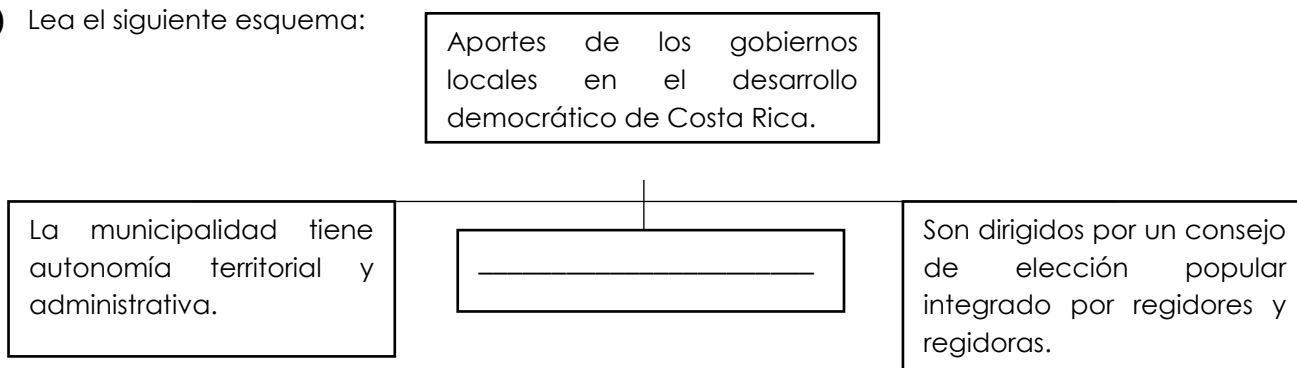 ) Lea el siguiente esquema:
Aportes de los gobiernos
locales en el desarrollo
democrático de Costa Rica.
La municipalidad tiene
autonomía territorial y
administrativa.
_________________________
Son dirigidos por un consejo
de elección popular
integrado por regidores y
regidoras.